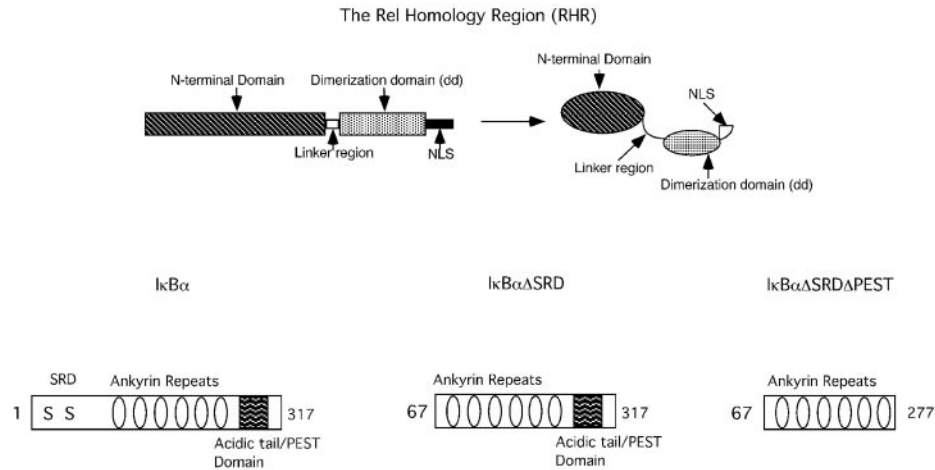 The Rel Homology Region (RHR)
N-terminal Domain
Dimerization domain (dd)
Linker region
NLS
N-terminal Domain
NLS
Linker region
Dimerization domain (dd)
IκBα
IκBαΔSRD
IκBαΔSRDΔPEST
SRD
Ankyrin Repeats
1
S S
317
Acidic tail/PEST
Domain
Ankyrin Repeats
67
317
Acidic tail/PEST
Domain
Ankyrin Repeats
67
277